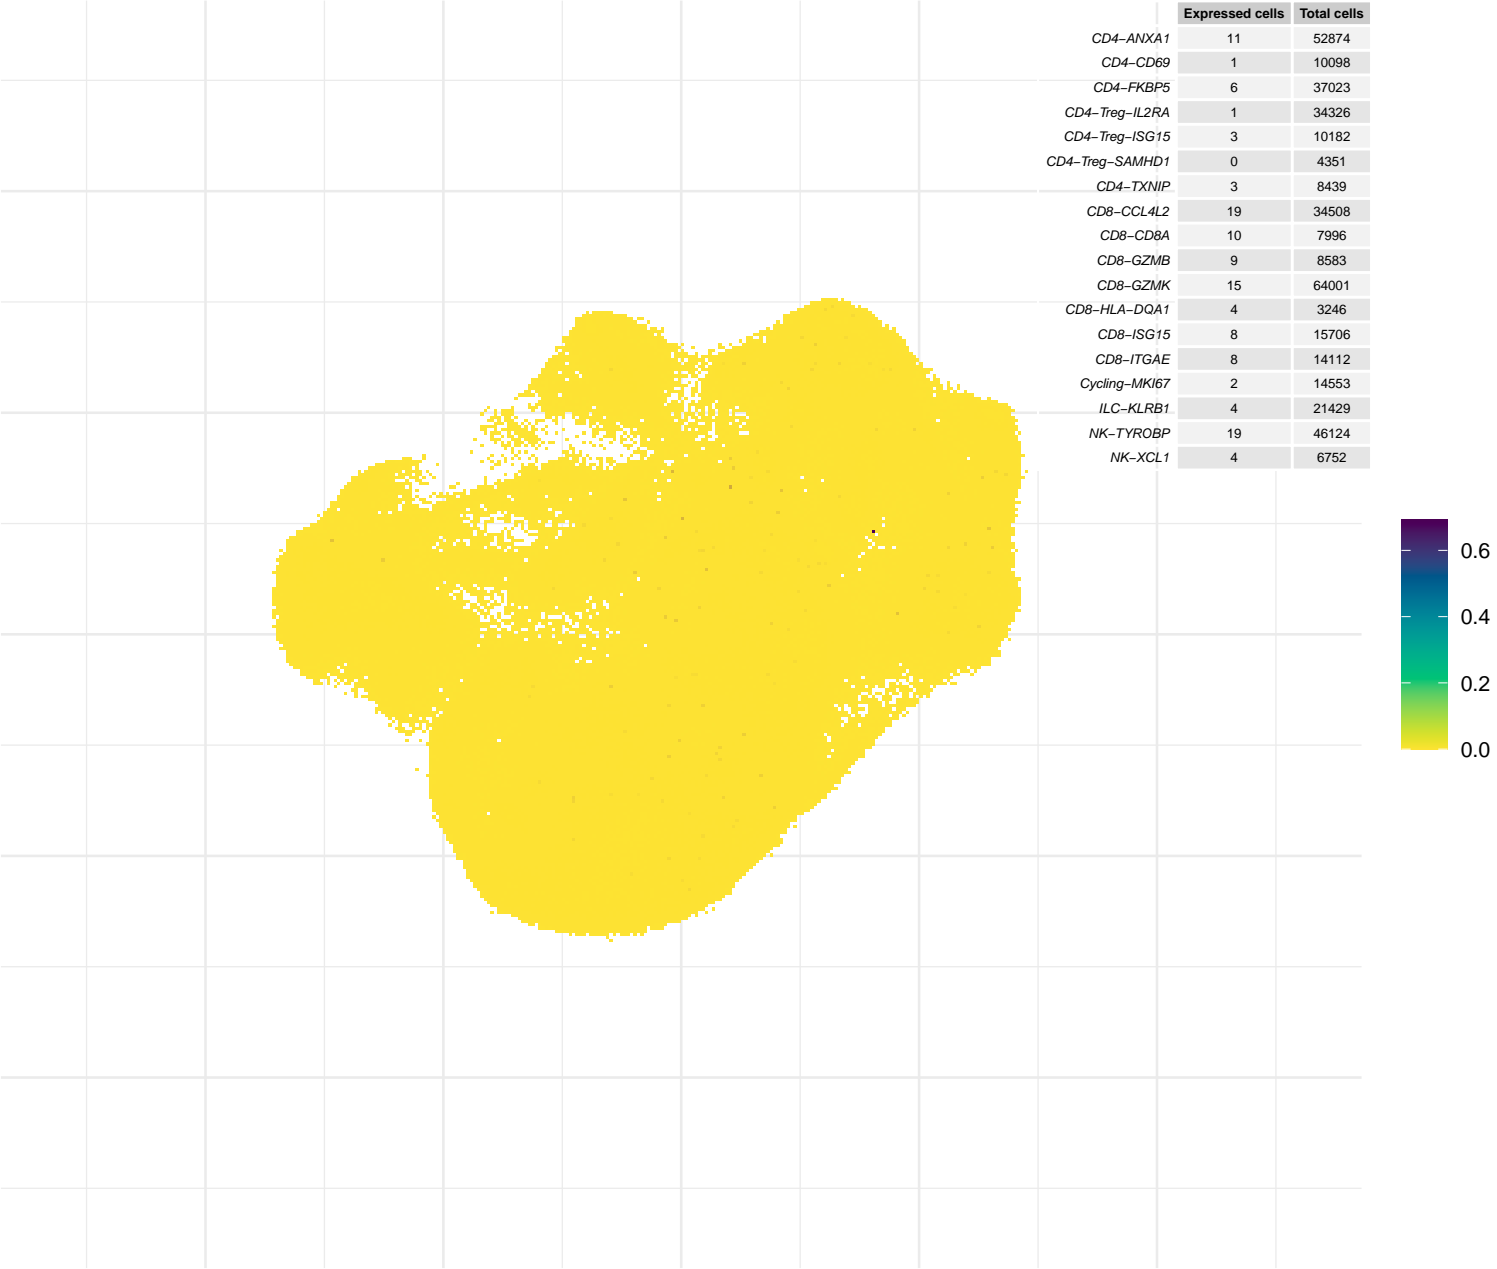 Expressed cells Total cells
CD4−ANXA1 11 52874
CD4−CD69 1 10098
CD4−FKBP5 6 37023
CD4−Treg−IL2RA 1 34326
CD4−Treg−ISG15 3 10182
CD4−Treg−SAMHD1 0 4351
CD4−TXNIP 3 8439
CD8−CCL4L2 19 34508
CD8−CD8A 10 7996
CD8−GZMB 9 8583
CD8−GZMK 15 64001
CD8−HLA−DQA1 4 3246
CD8−ISG15 8 15706
CD8−ITGAE 8 14112
Cycling−MKI67 2 14553
ILC−KLRB1 4 21429
NK−TYROBP 19 46124
NK−XCL1 4 6752
0.6
0.4
0.2
0.0